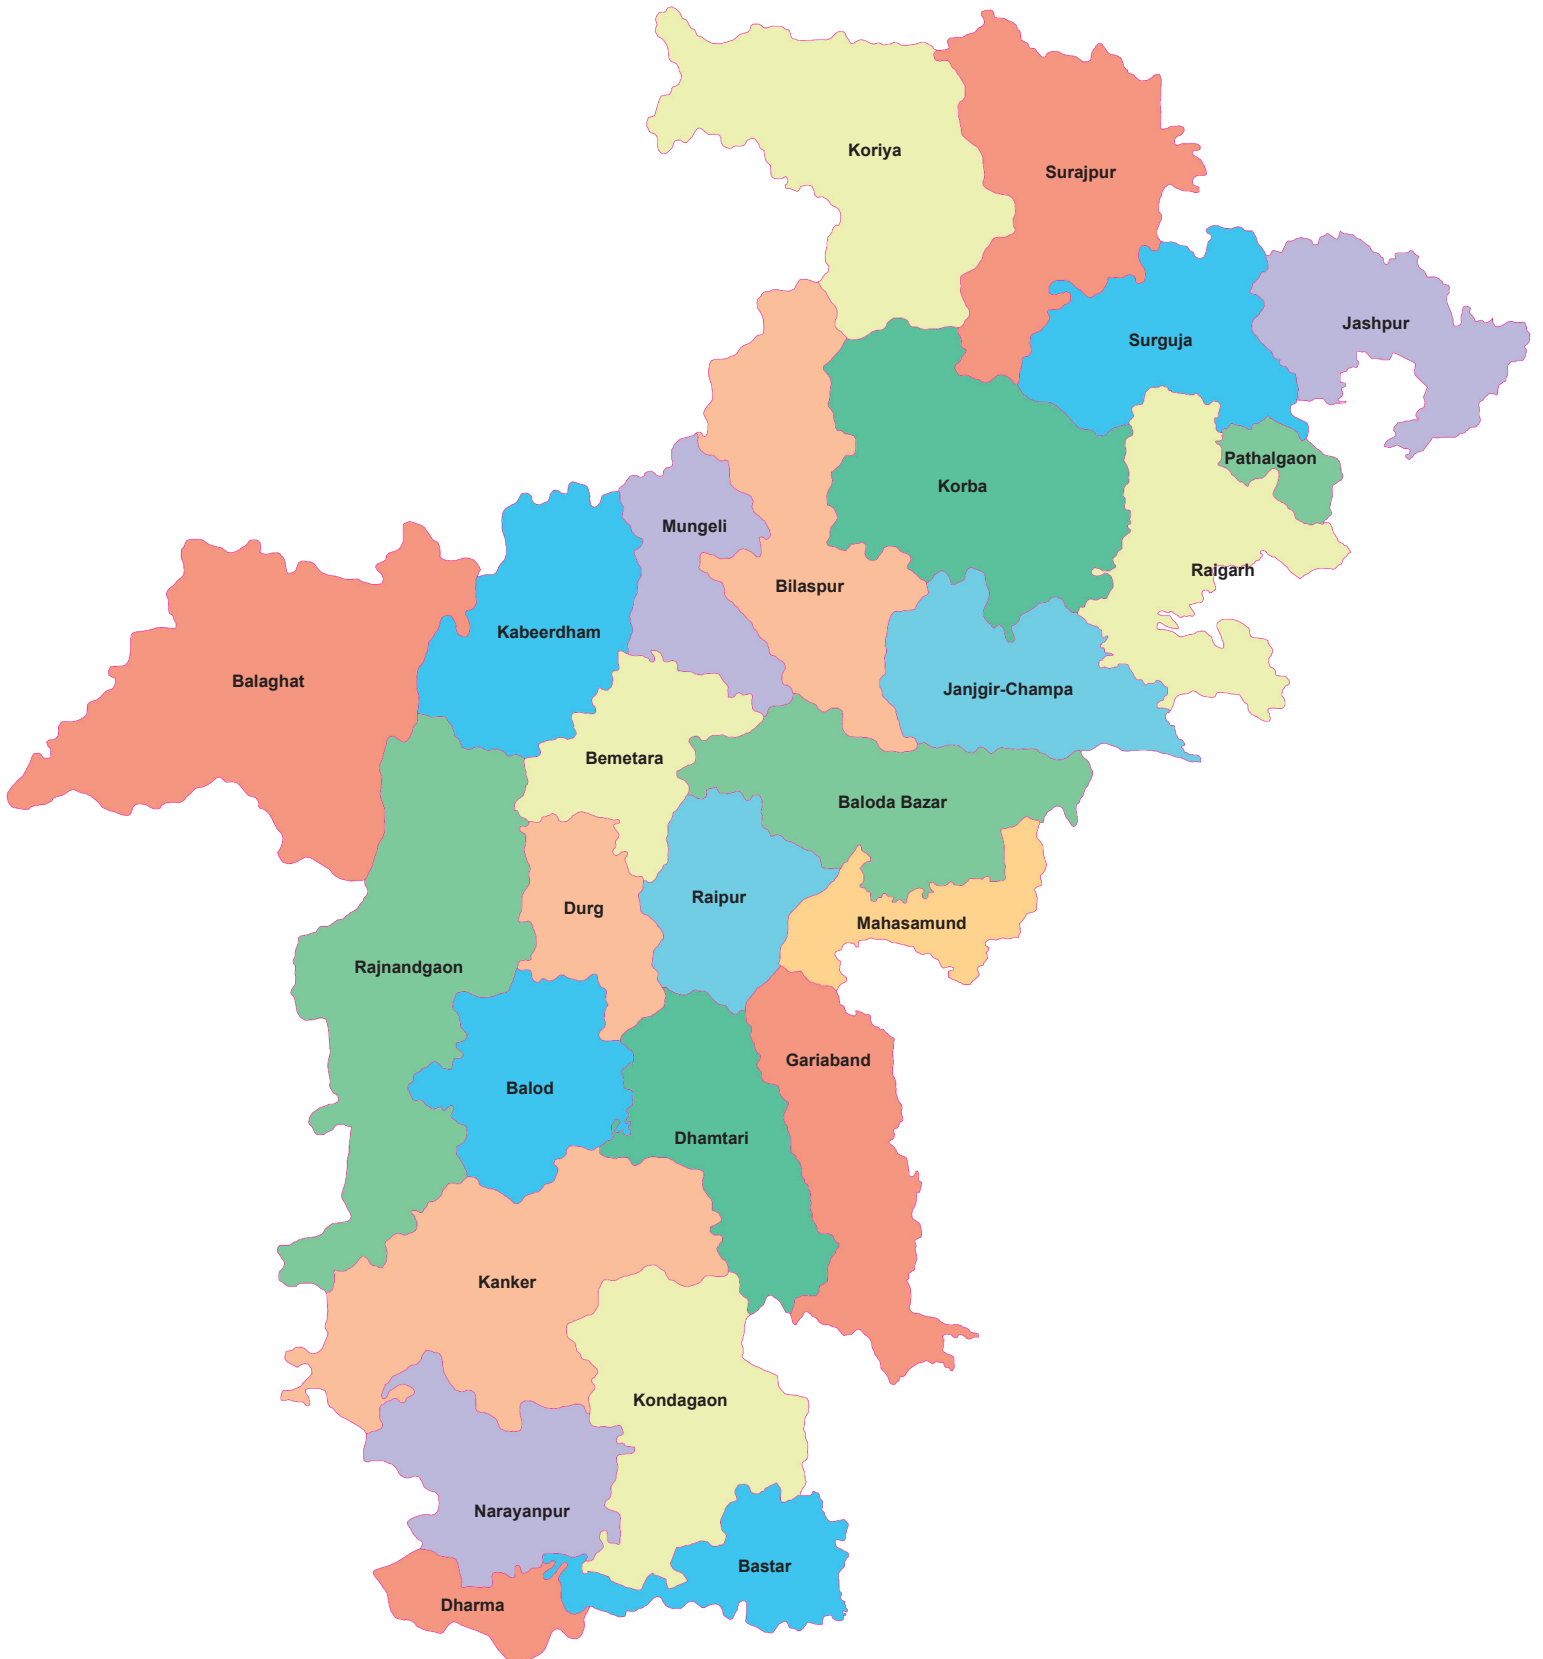 Koriya
Surajpur
Jashpur
Surguja
Pathalgaon
Korba
Mungeli
Raigarh
Bilaspur
Kabeerdham
Balaghat
Janjgir-Champa
Bemetara
Baloda Bazar
Raipur
Durg
Mahasamund
Rajnandgaon
Gariaband
Balod
Dhamtari
Kanker
Kondagaon
Narayanpur
Bastar
Dharma